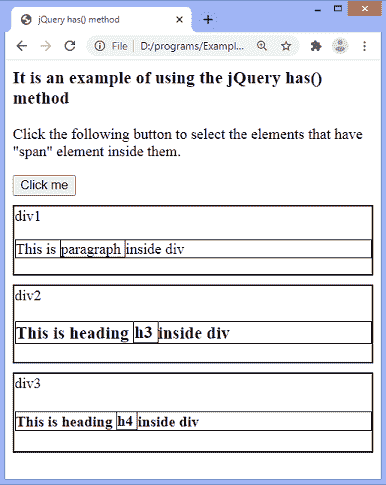 jQuery has() method
File | D:/programs/Exampl...
It is an example of using the jQuery has()
method
Click the following button to select the elements that have
"span" element inside them.
Click me
div1
This is paragraph inside div
div2
This is heading h3 inside div
div3
This is heading h4 inside div